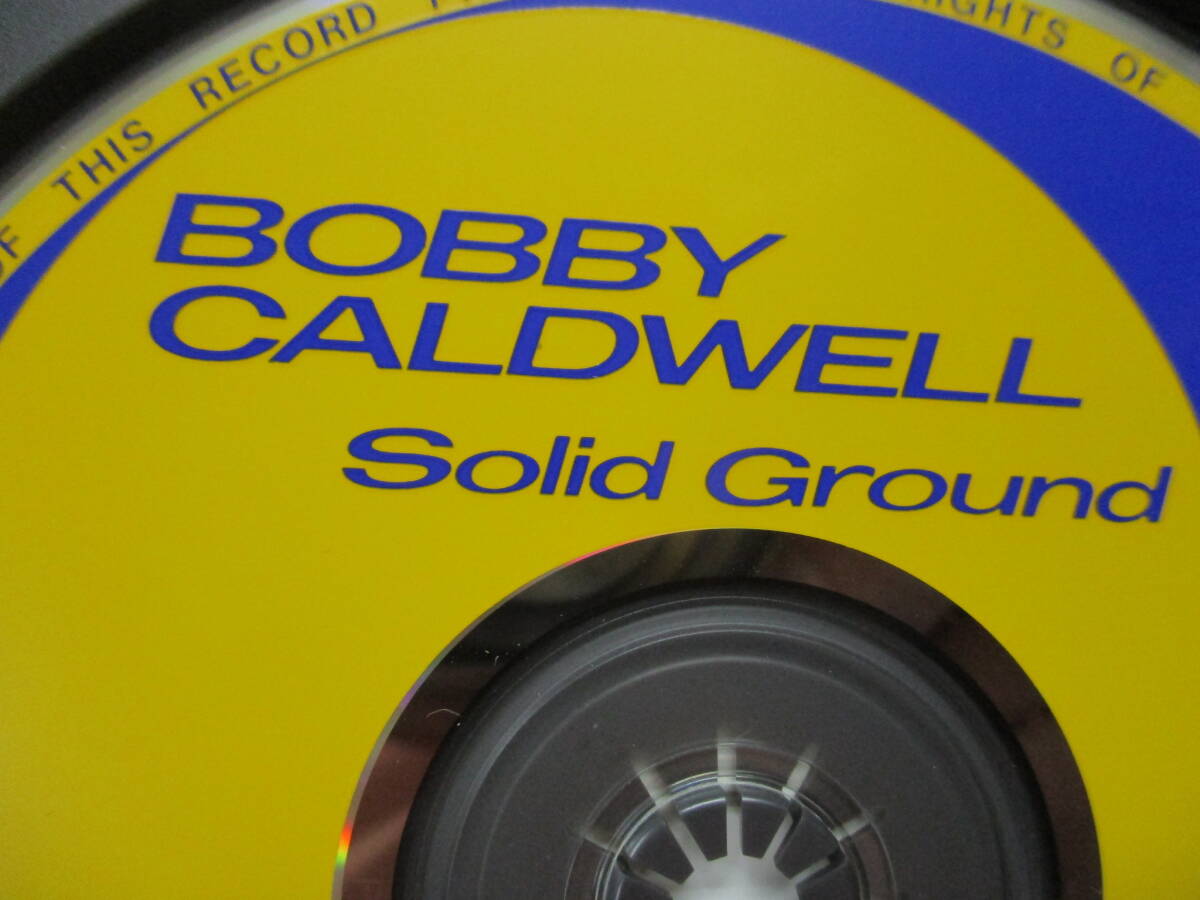 OF THIS RECORD
RIGHTS OF
BOBBY
CALDWELL
Solid Ground